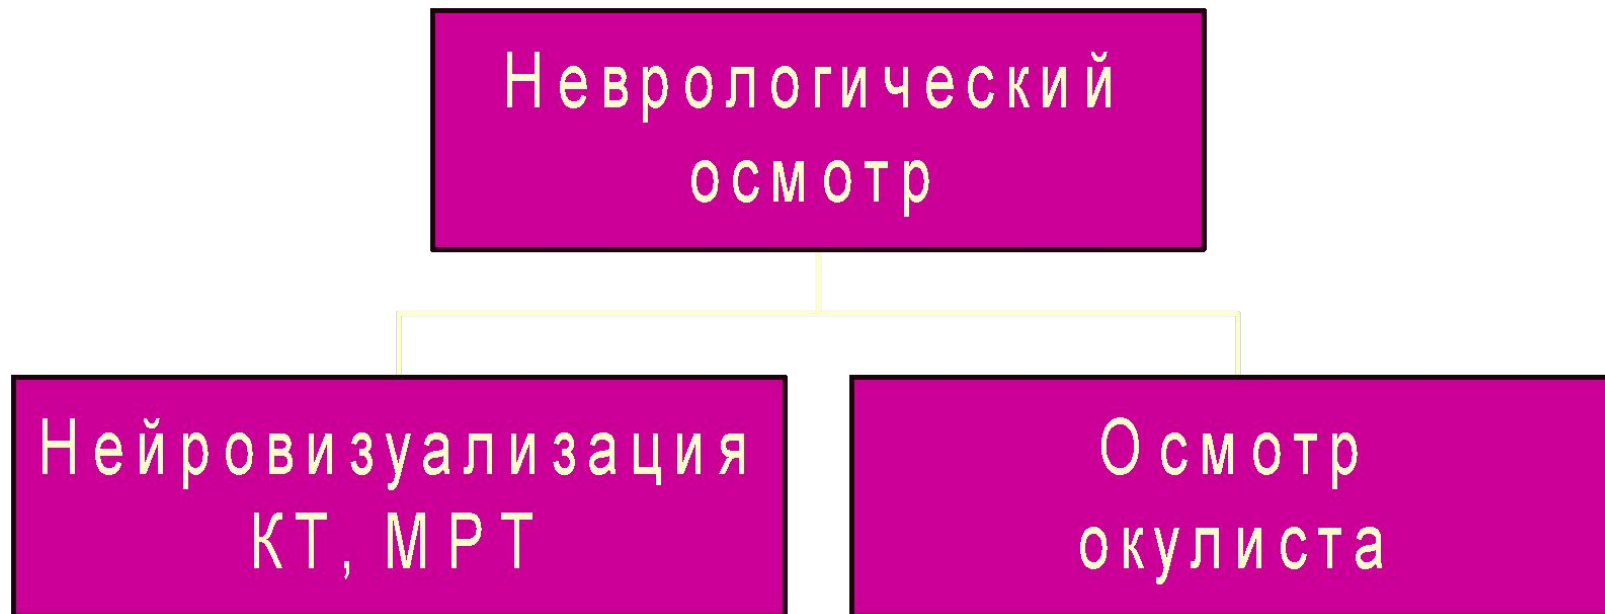 Неврологический
осмотр
Нейровизуализация
КТ, МРТ
Осмотр
окулиста